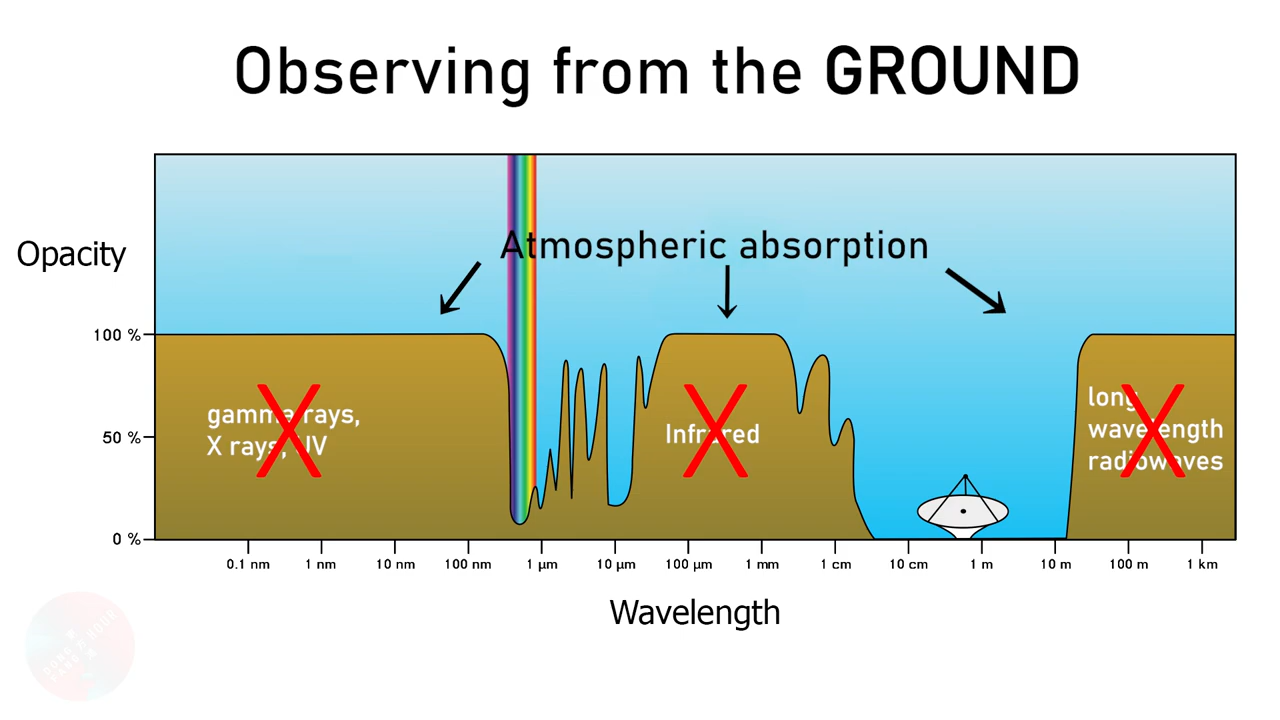 Observing from the GROUND
Opacity
Atmospheric absorption
100 %
50 %
0 %
gamma rays,
X rays, UV
Infrared
long
wavelength
radiowaves
0.1 nm 1 nm 10 nm 100 nm 1 µm 10 µm 100 µm 1 mm 1 cm 10 cm 1 m 10 m 100 m 1 km
Wavelength